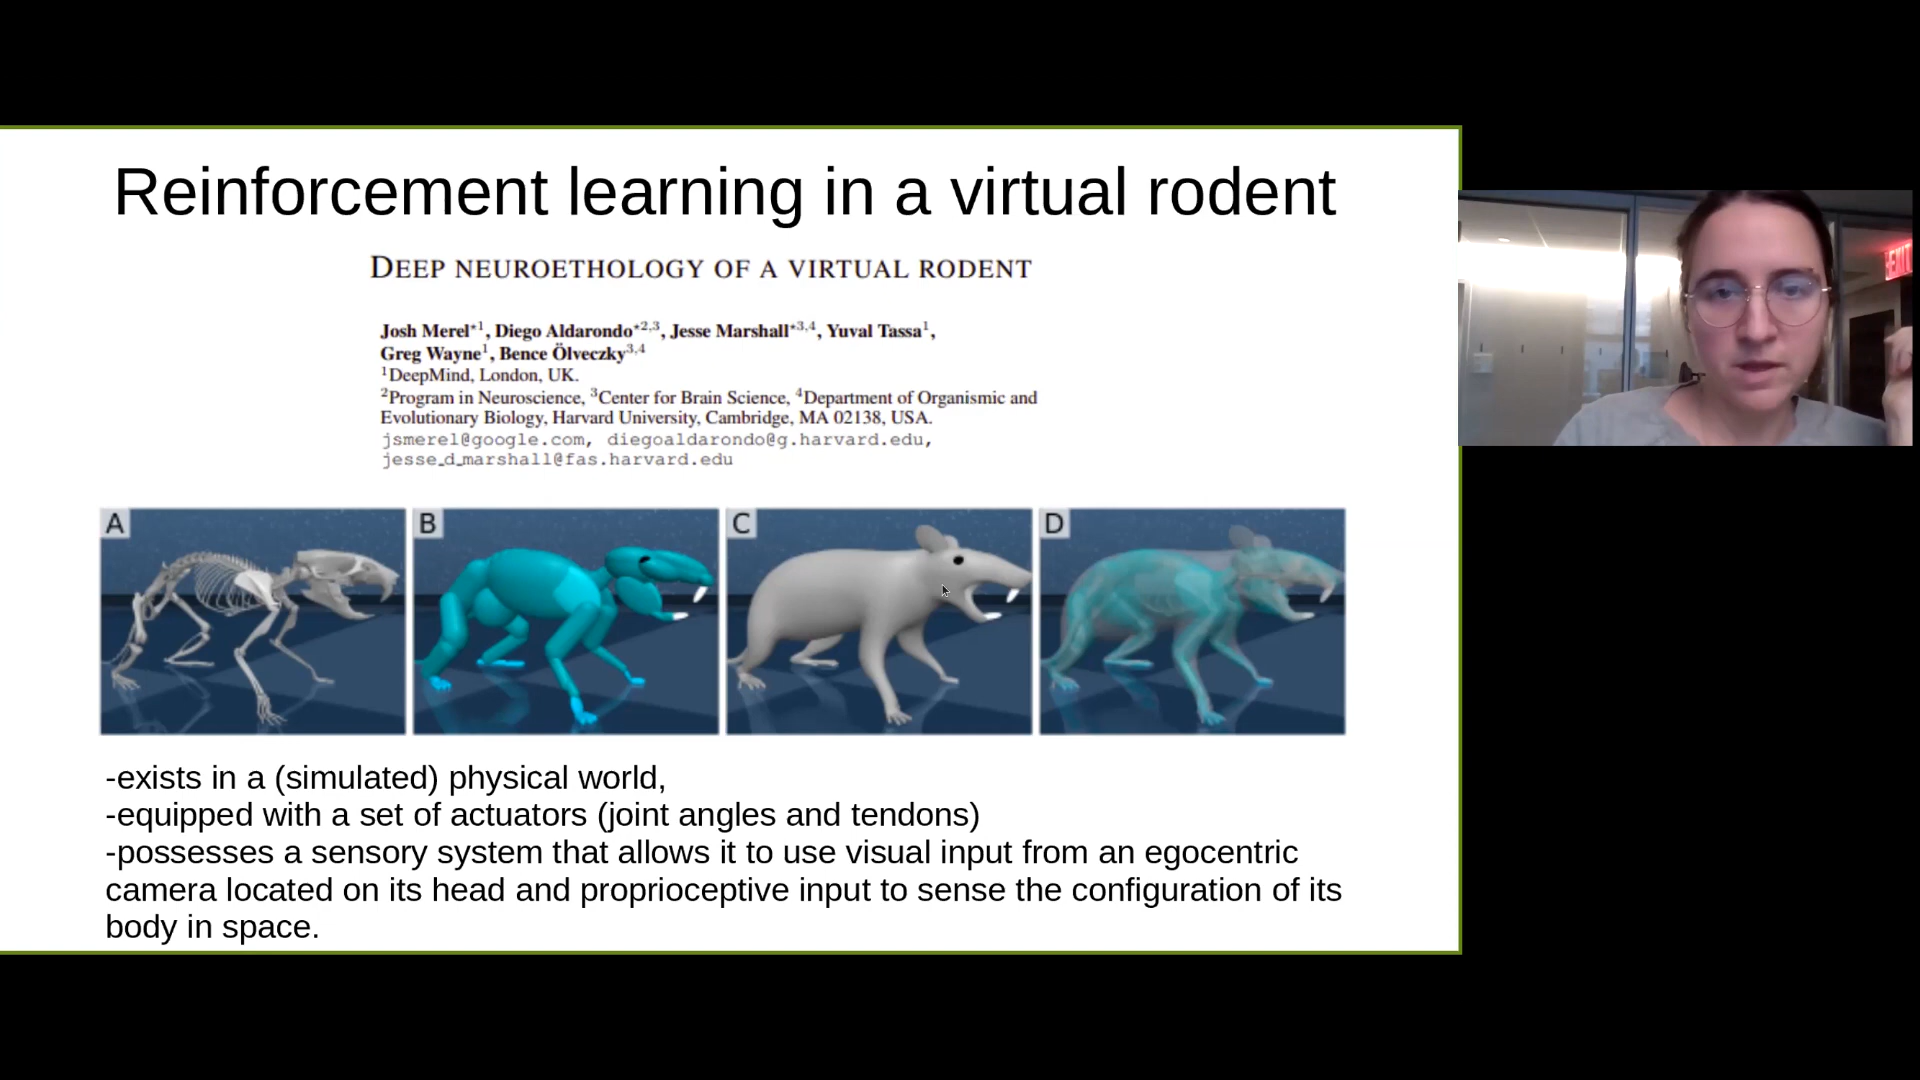 Reinforcement learning in a virtual rodent
DEEP NEUROETHOLOGY OF A VIRTUAL RODENT
Josh Merel*1, Diego Aldarondo*2,3, Jesse Marshall*3,4, Yuval Tassa1,
Greg Wayne1, Bence Ölveczky3,4
1DeepMind, London, UK.
2Program in Neuroscience, 3Center for Brain Science, 4Department of Organismic and
Evolutionary Biology, Harvard University, Cambridge, MA 02138, USA.
jsmerel@google.com, diegoaldarondo@g.harvard.edu,
jesse_d_marshall@fas.harvard.edu
A B C D
-exists in a (simulated) physical world,
-equipped with a set of actuators (joint angles and tendons)
-possesses a sensory system that allows it to use visual input from an egocentric
camera located on its head and proprioceptive input to sense the configuration of its
body in space.
EXIT